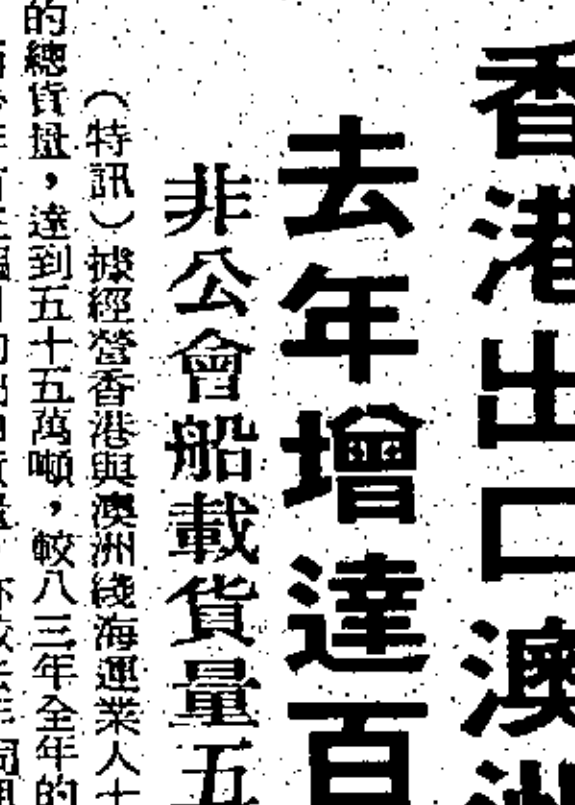 香港出口澳洲
去年增達百
非公會船載貨量五
（特訊）據經營香港與澳洲綫海運業人士
的總貨量，達到五十五萬噸，較八三年全年的